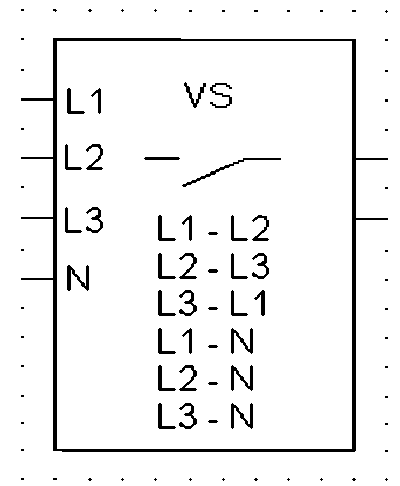 VS
L1
L2
L3
N
L1 - L2
L2 - L3
L3 - L1
L1 - N
L2 - N
L3 - N